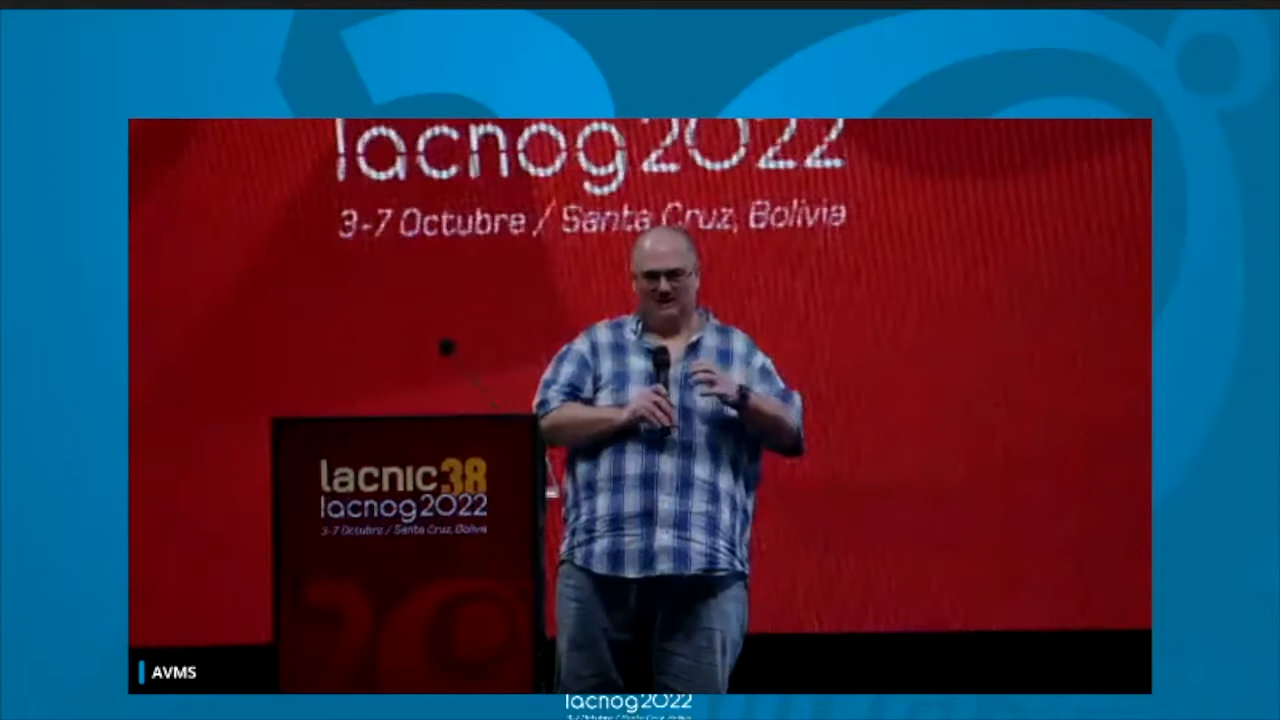 lacnog2022
3-7 Octubre / Santa Cruz, Bolivia
lacnic38
lacnog2022
3-7 Octubre / Santa Cruz, Bolivia
AVMS
lacnog2022